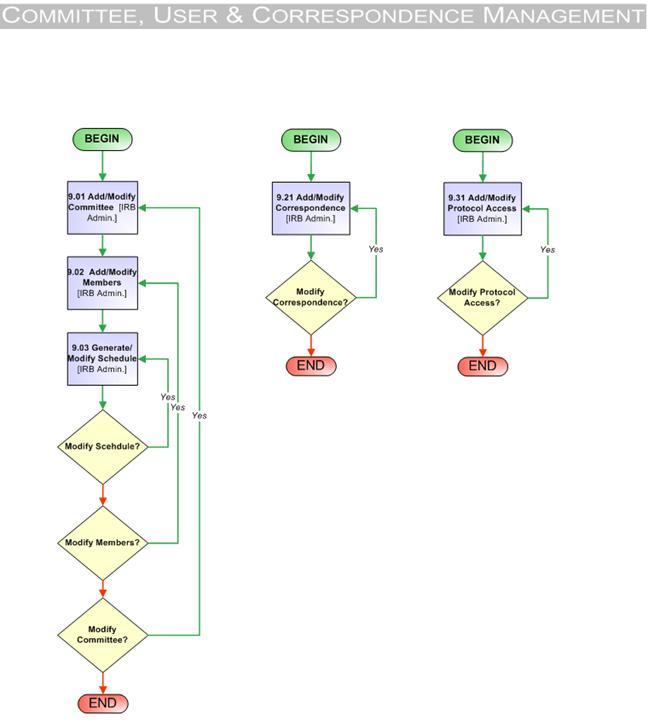 COMMITTEE, USER & CORRESPONDENCE MANAGEMENT
BEGIN
9.01 Add/Modify
Committee [IRB
Admin.]
9.02 Add/Modify
Members
[IRB Admin.]
9.03 Generate/
Modify Schedule
[IRB Admin.]
Yes
Yes
Yes
Modify Scehdule?
Modify Members?
Modify
Committee?
END
BEGIN
9.21 Add/Modify
Correspondence
[IRB Admin.]
Yes
Modify
Correspondence?
END
BEGIN
9.31 Add/Modify
Protocol Access
[IRB Admin.]
Yes
Modify Protocol
Access?
END